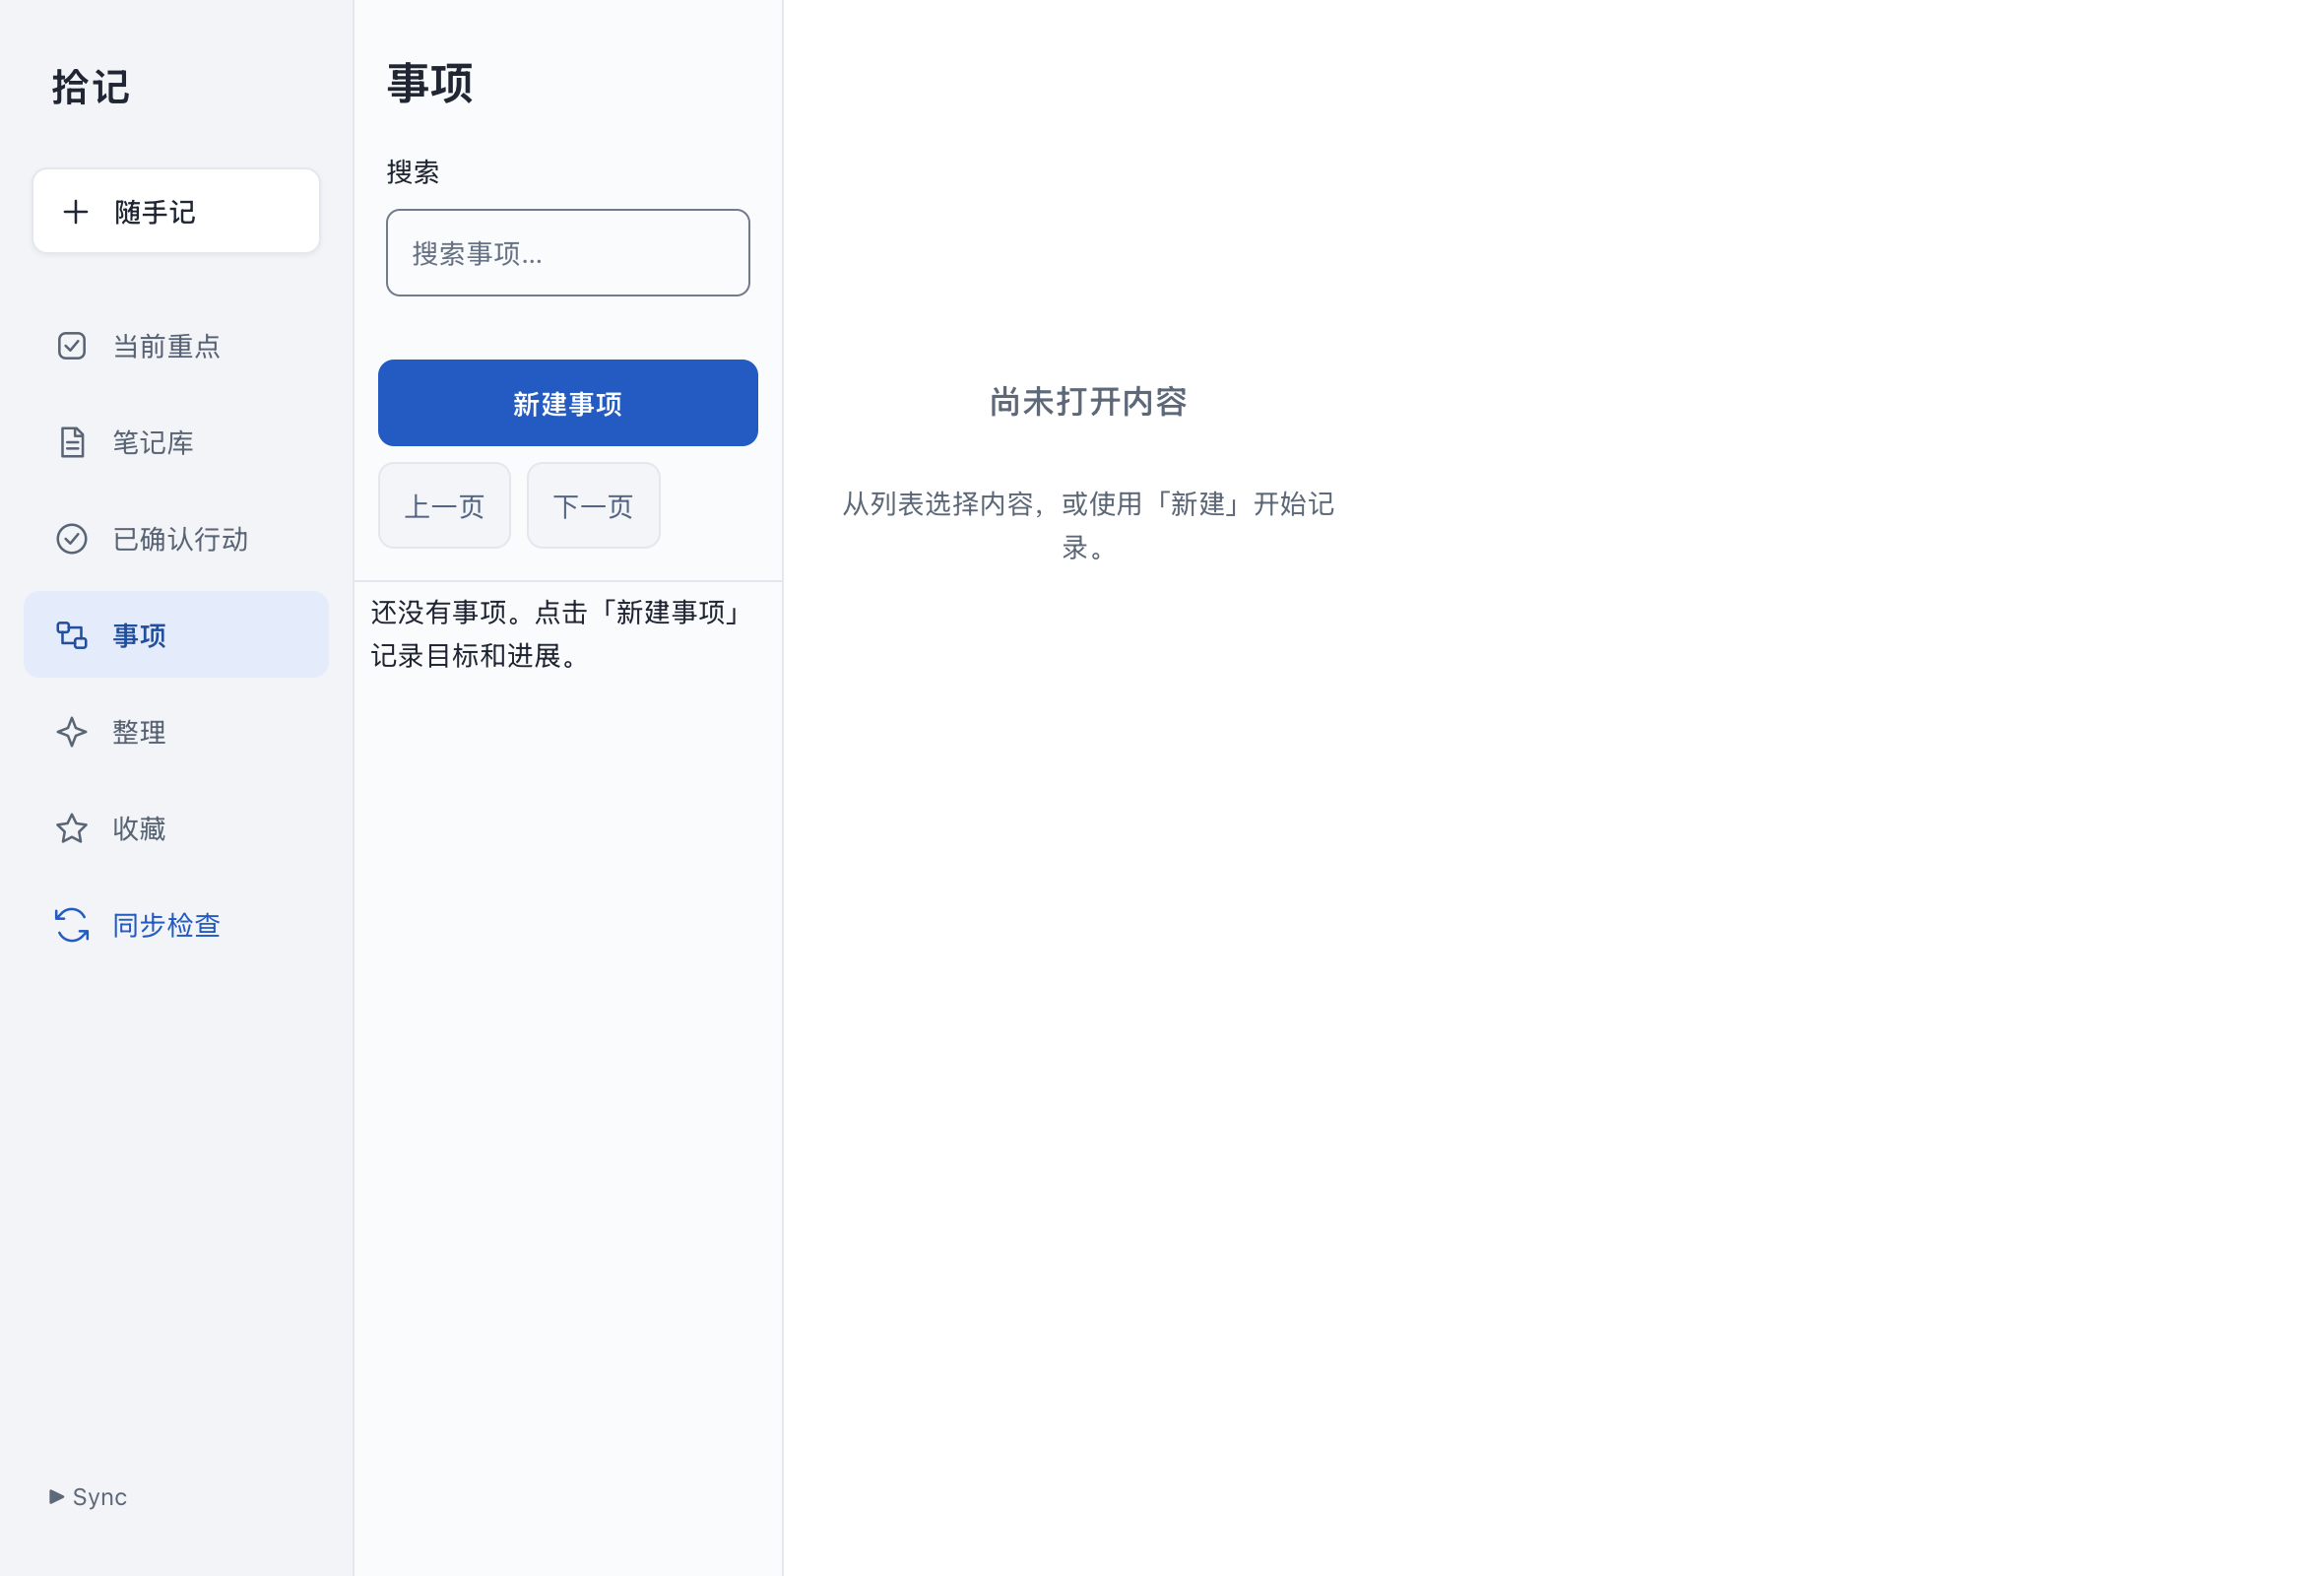 拾记
随手记
当前重点
笔记库
已确认行动
事项
整理
收藏
同步检查
Sync
事项
搜索
搜索事项...
新建事项
上一页
下一页
还没有事项。点击「新建事项」
记录目标和进展。
尚未打开内容
从列表选择内容，或使用「新建」开始记
录。